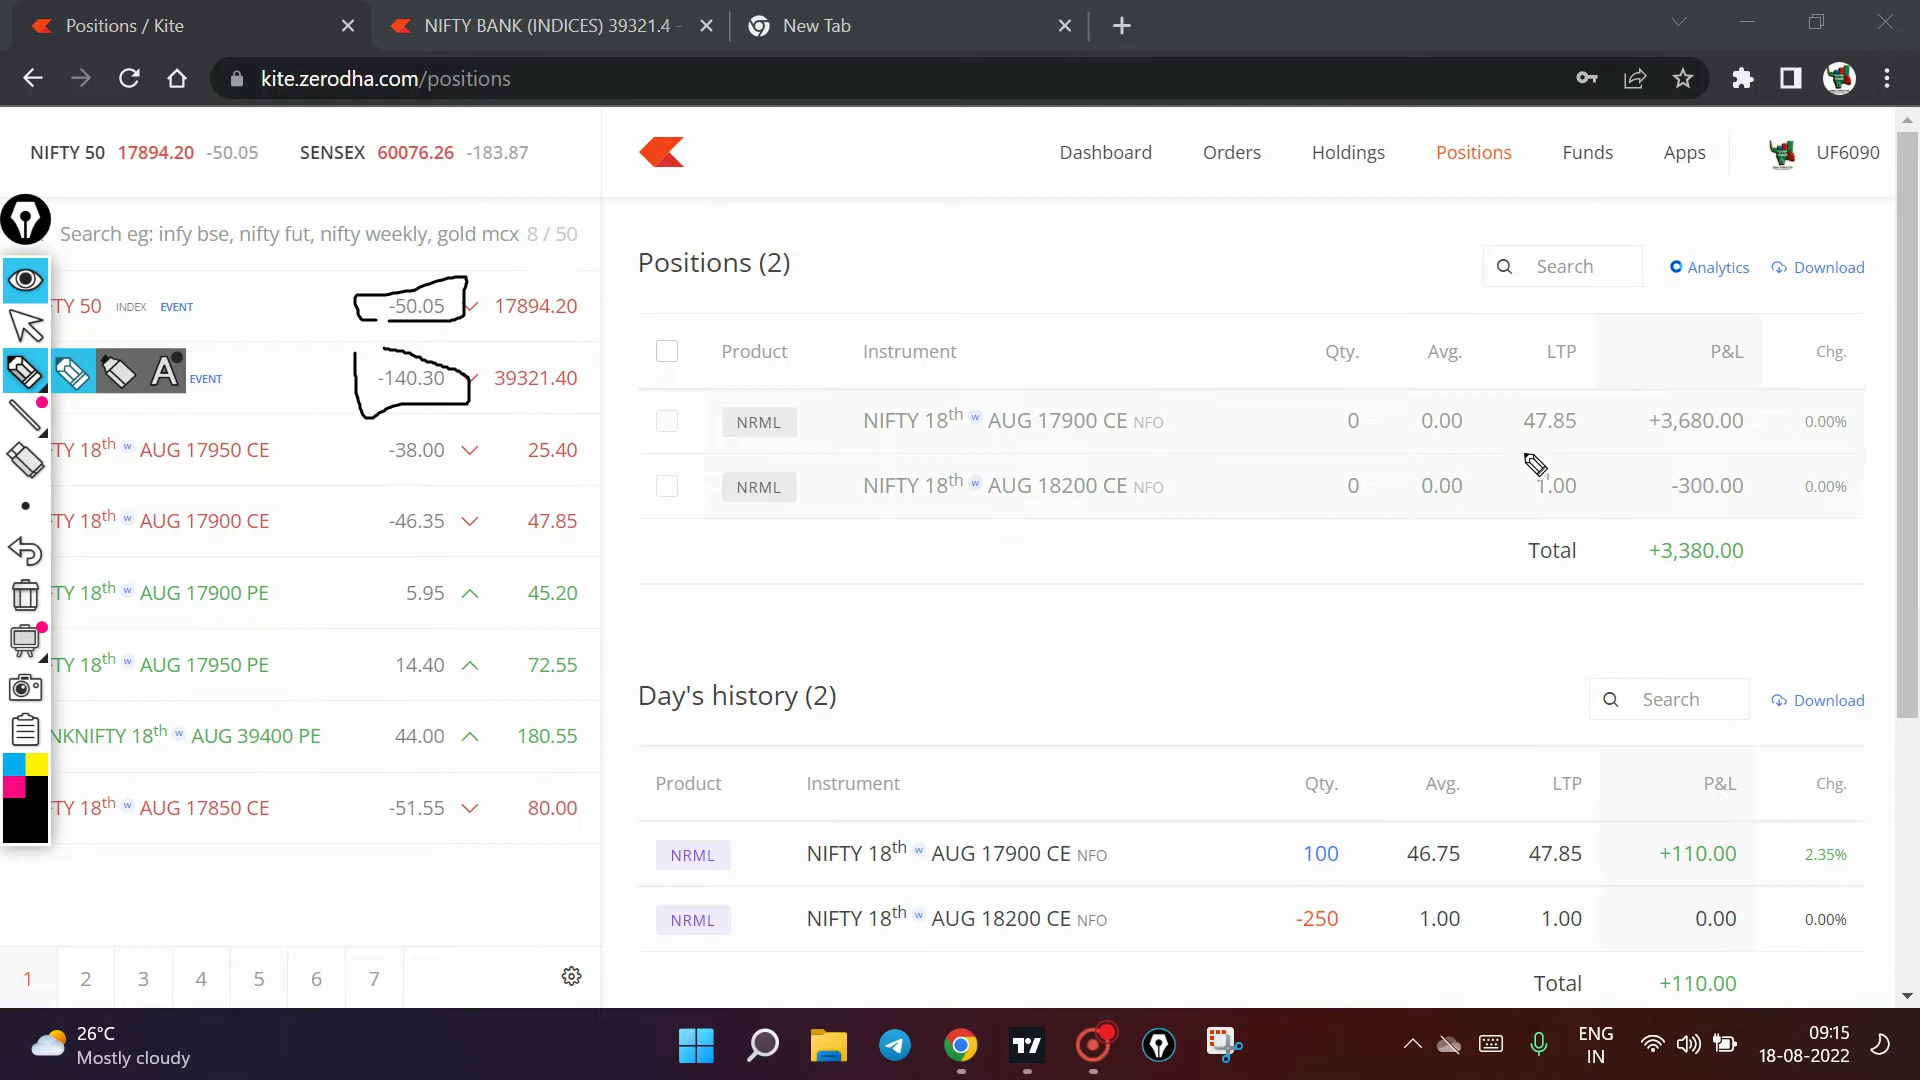 Positions / Kite
NIFTY BANK (INDICES) 39321.4 -
New Tab
kite.zerodha.com/positions
NIFTY 50 17894.20 -50.05 SENSEX 60076.26 -183.87
Dashboard Orders Holdings Positions Funds Apps UF6090
Search eg: infy bse, nifty fut, nifty weekly, gold mcx 8 / 50
TY 50 INDEX EVENT -50.05 17894.20
A EVENT -140.30 39321.40
TY 18th w AUG 17950 CE -38.00 25.40
TY 18th w AUG 17900 CE -46.35 47.85
TY 18th w AUG 17900 PE 5.95 45.20
TY 18th w AUG 17950 PE 14.40 72.55
NKNIFTY 18th w AUG 39400 PE 44.00 180.55
TY 18th w AUG 17850 CE -51.55 80.00
1 2 3 4 5 6 7
Positions (2) Search Analytics Download
Product Instrument Qty. Avg. LTP P&L Chg.
NRML NIFTY 18th w AUG 17900 CE NFO 0 0.00 47.85 +3,680.00 0.00%
NRML NIFTY 18th w AUG 18200 CE NFO 0 0.00 1.00 -300.00 0.00%
Total +3,380.00
Day's history (2) Search Download
Product Instrument Qty. Avg. LTP P&L Chg.
NRML NIFTY 18th w AUG 17900 CE NFO 100 46.75 47.85 +110.00 2.35%
NRML NIFTY 18th w AUG 18200 CE NFO -250 1.00 1.00 0.00 0.00%
Total +110.00
26°C
Mostly cloudy
ENG
IN
09:15
18-08-2022